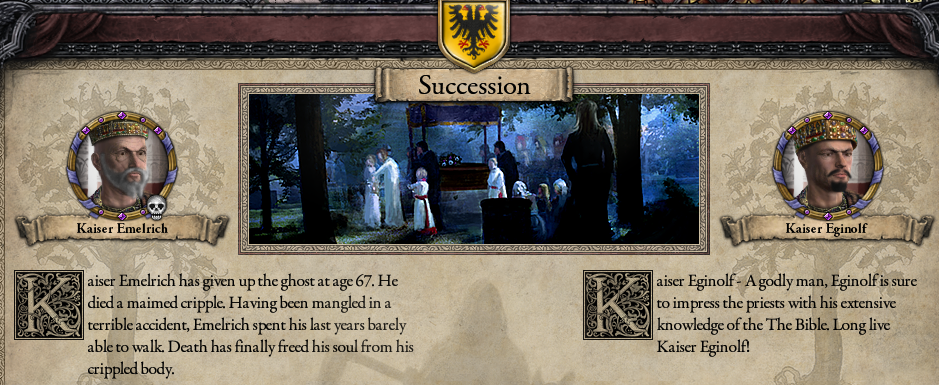 Succession
Kaiser Emelrich
Kaiser Eginolf
Kaiser Emelrich has given up the ghost at age 67. He
died a maimed cripple. Having been mangled in a
terrible accident, Emelrich spent his last years barely
able to walk. Death has finally freed his soul from his
crippled body.
Kaiser Eginolf - A godly man, Eginolf is sure
to impress the priests with his extensive
knowledge of the The Bible. Long live
Kaiser Eginolf!